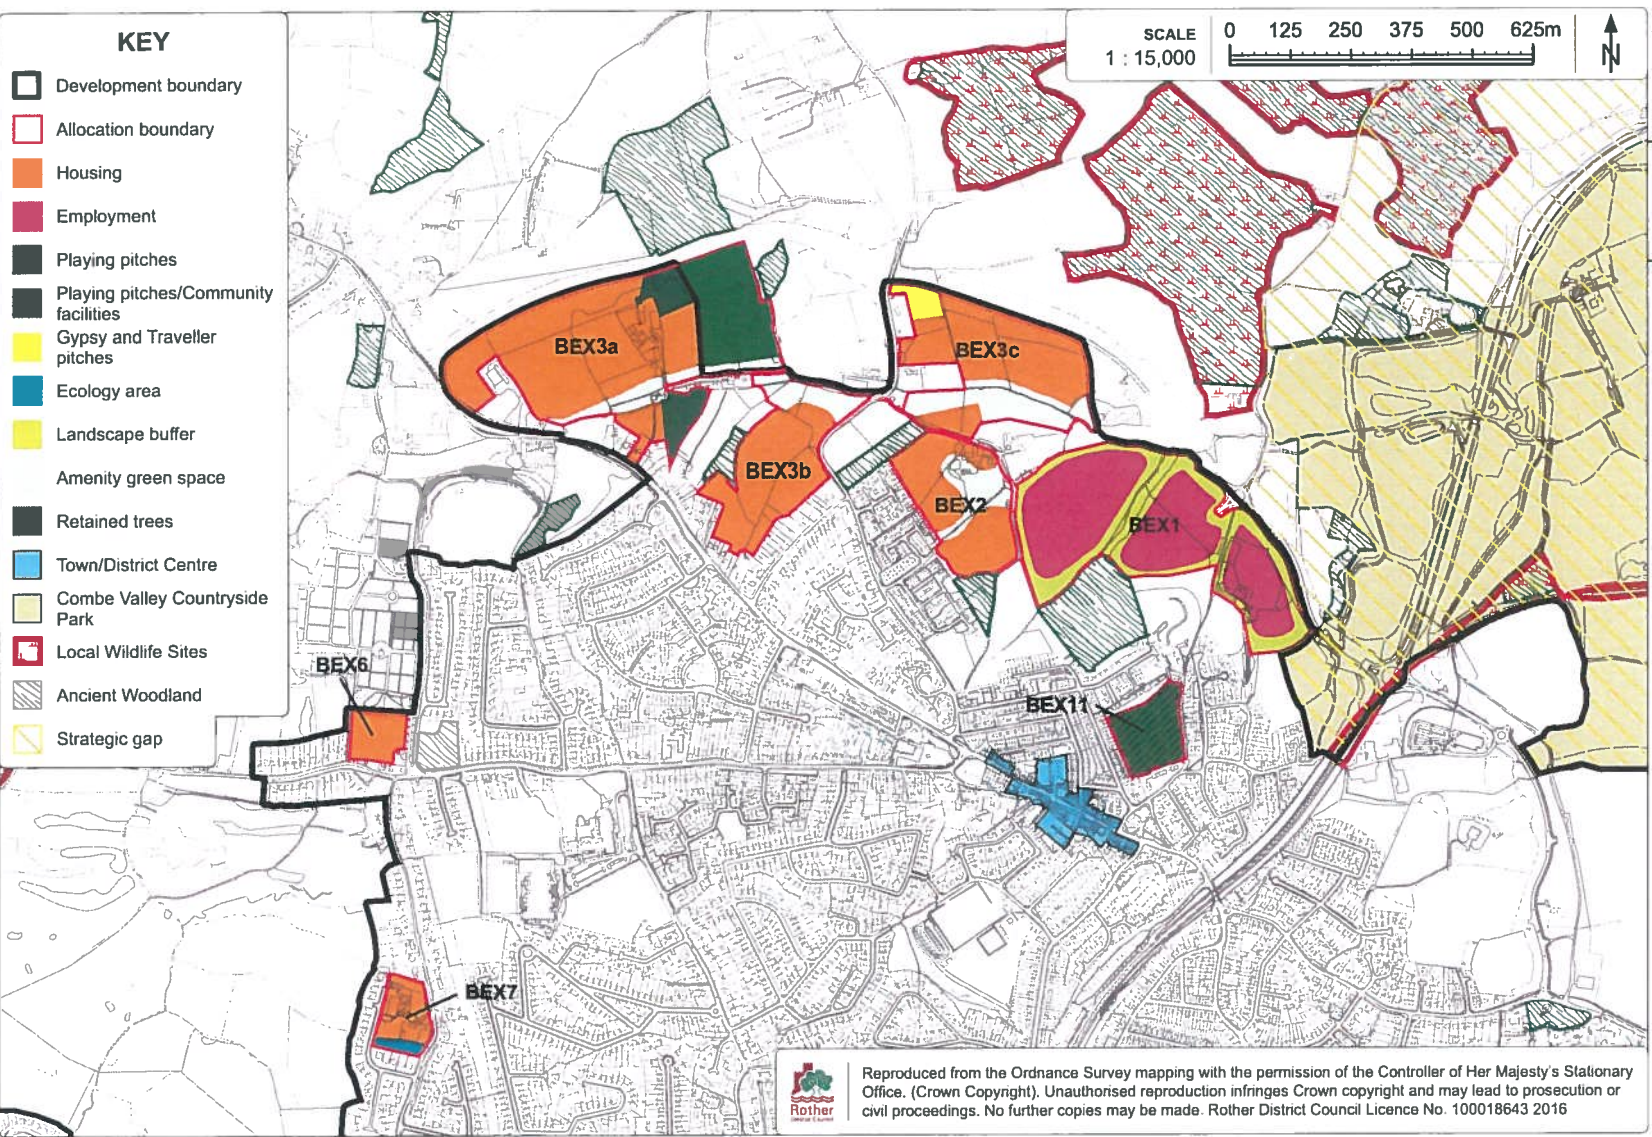 KEY
Development boundary
Allocation boundary
Housing
Employment
Playing pitches
Playing pitches/Community
facilities
Gypsy and Traveller
pitches
Ecology area
Landscape buffer
Amenity green space
Retained trees
Town/District Centre
Combe Valley Countryside
Park
Local Wildlife Sites
Ancient Woodland
Strategic gap
SCALE
1 : 15,000
0 125 250 375 500 625m
N
BEX3a
BEX3c
BEX3b
BEX2
BEX1
BEX6
BEX11
BEX7
Rother
District Council
Reproduced from the Ordnance Survey mapping with the permission of the Controller of Her Majesty's Stationary
Office. (Crown Copyright). Unauthorised reproduction infringes Crown copyright and may lead to prosecution or
civil proceedings. No further copies may be made. Rother District Council Licence No. 100018643 2016